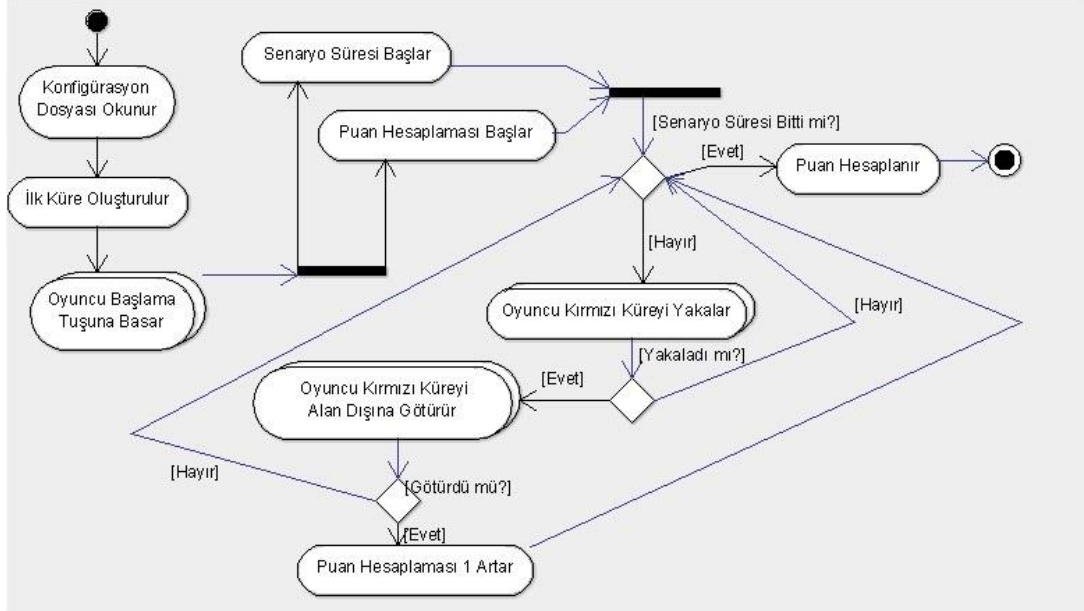 Senaryo Süresi Başlar
Konfigürasyon
Dosyası Okunur
Puan Hesaplaması Başlar
[Senaryo Süresi Bitti mi?]
[Evet]
Puan Hesaplanır
İlk Küre Oluşturulur
[Hayır]
Oyuncu Başlama
Tuşuna Basar
Oyuncu Kırmızı Küreyi Yakalar
[Hayır]
[Yakaladı mı?]
[Evet]
Oyuncu Kırmızı Küreyi
Alan Dışına Götürür
[Hayır]
[Götürdü mü?]
[Evet]
Puan Hesaplaması 1 Artar